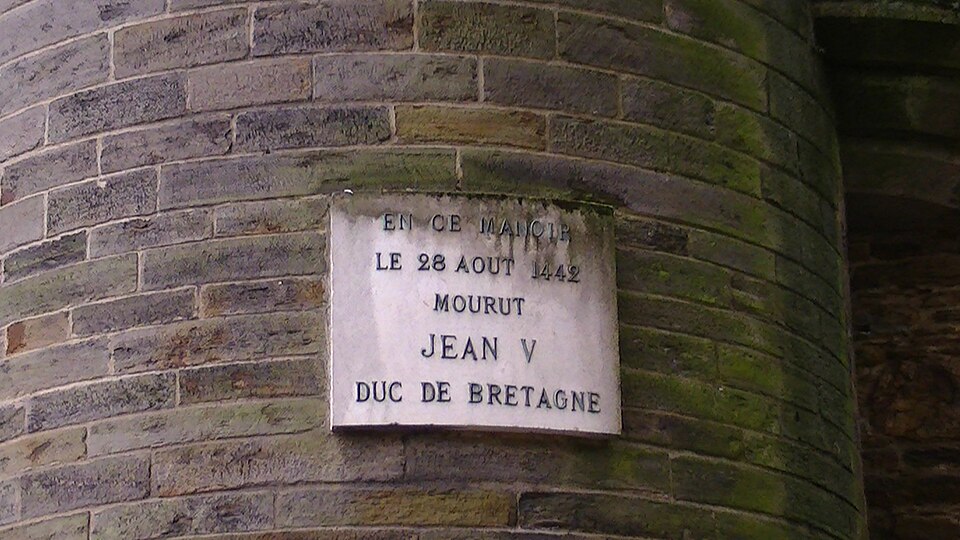 EN CE MANOIR
LE 28 AOUT 1442
MOURUT
JEAN V
DUC DE BRETAGNE